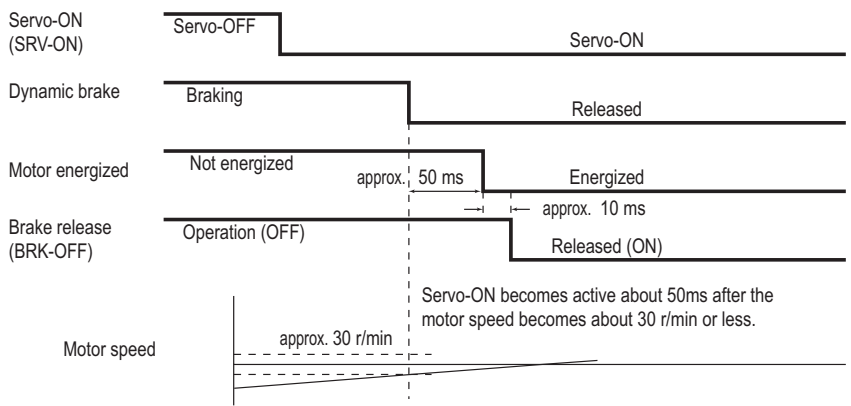 Servo-ON
(SRV-ON)
Servo-OFF
Servo-ON
Dynamic brake
Braking
Released
Motor energized
Not energized
approx. 50 ms
Energized
approx. 10 ms
Brake release
(BRK-OFF)
Operation (OFF)
Released (ON)
Servo-ON becomes active about 50ms after the
motor speed becomes about 30 r/min or less.
Motor speed
approx. 30 r/min